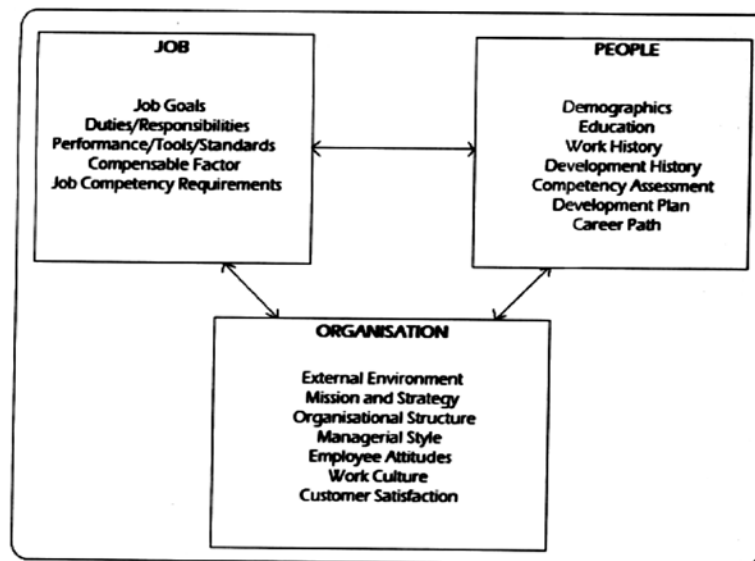 JOB
Job Goals
Duties/Responsibilities
Performance/Tools/Standards
Compensable Factor
Job Competency Requirements
PEOPLE
Demographics
Education
Work History
Development History
Competency Assessment
Development Plan
Career Path
ORGANISATION
External Environment
Mission and Strategy
Organisational Structure
Managerial Style
Employee Attitudes
Work Culture
Customer Satisfaction